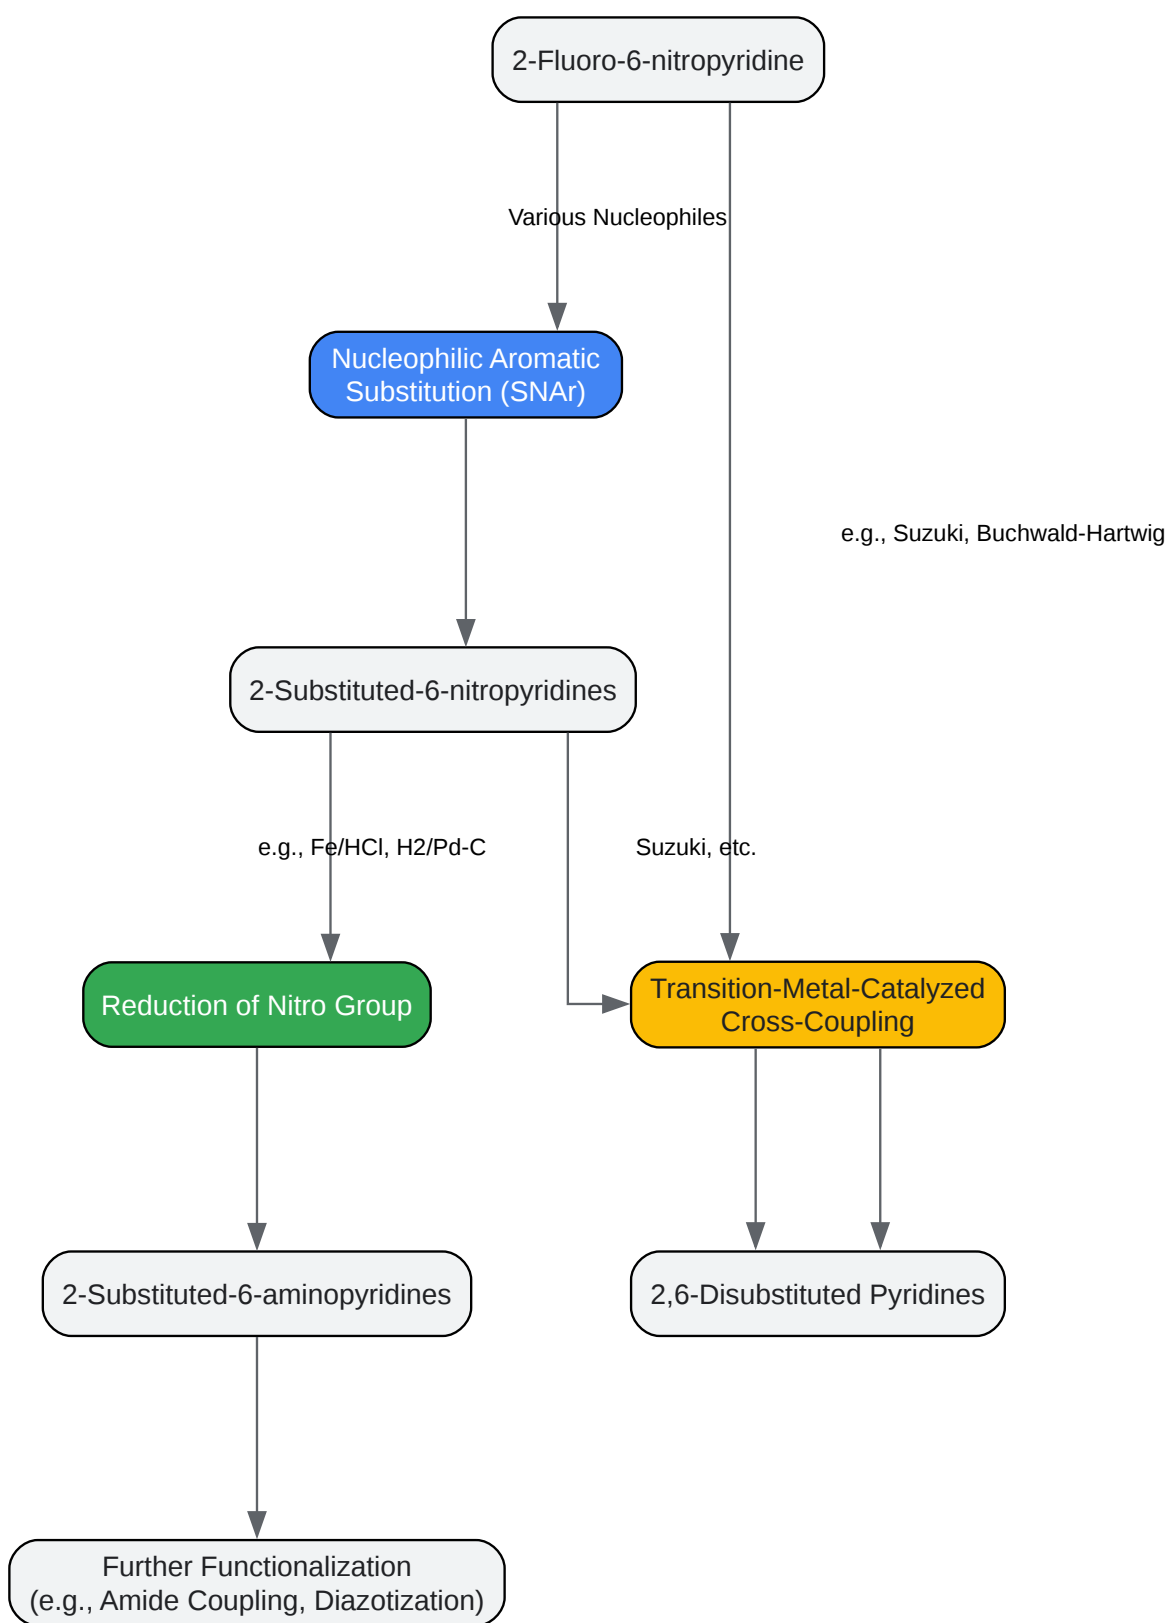 2-Fluoro-6-nitropyridine
Various Nucleophiles
Nucleophilic Aromatic
Substitution (SNAr)
e.g., Suzuki, Buchwald-Hartwig
2-Substituted-6-nitropyridines
e.g., Fe/HCl, H2/Pd-C
Suzuki, etc.
Reduction of Nitro Group
Transition-Metal-Catalyzed
Cross-Coupling
2-Substituted-6-aminopyridines
2,6-Disubstituted Pyridines
Further Functionalization
(e.g., Amide Coupling, Diazotization)